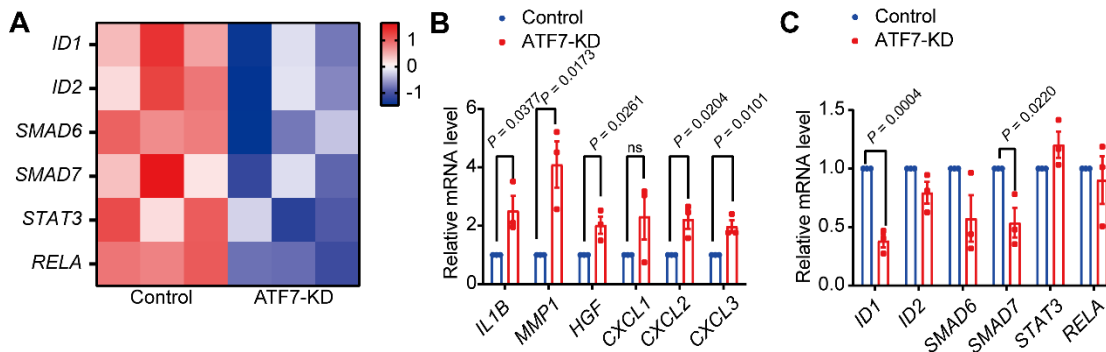 A
ID1
ID2
SMAD6
SMAD7
STAT3
RELA
Control
ATF7-KD
1
0
-1
B
Control
ATF7-KD
Relative mRNA level
6
4
2
0
P = 0.0377
P = 0.0173
P = 0.0261
ns
P = 0.0204
P = 0.0101
IL1B
MMP1
HGF
CXCL1
CXCL2
CXCL3
C
Control
ATF7-KD
Relative mRNA level
1.5
1.0
0.5
0.0
P = 0.0004
P = 0.0220
ID1
ID2
SMAD6
SMAD7
STAT3
RELA